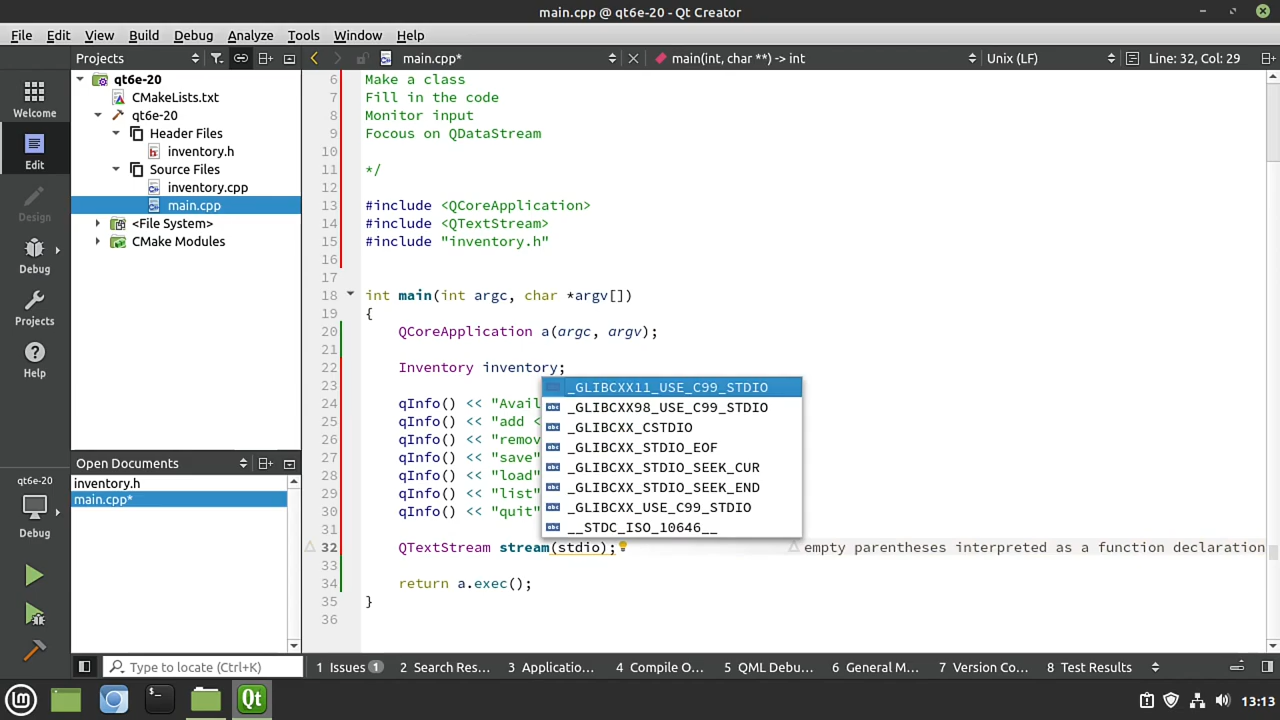 main.cpp @ qt6e-20 - Qt Creator
File Edit View Build Debug Analyze Tools Window Help
Projects main.cpp* main(int, char **) -> int Unix (LF) Line: 32, Col: 29
Welcome
Edit
Design
Debug
Projects
Help
qt6e-20
Debug
qt6e-20
CMakeLists.txt
qt6e-20
Header Files
inventory.h
Source Files
inventory.cpp
main.cpp
<File System>
CMake Modules
Open Documents
inventory.h
main.cpp*
6 Make a class
7 Fill in the code
8 Monitor input
9 Focous on QDataStream
10
11 */
12
13 #include <QCoreApplication>
14 #include <QTextStream>
15 #include "inventory.h"
16
17
18 int main(int argc, char *argv[])
19 {
20 QCoreApplication a(argc, argv);
21
22 Inventory inventory;
23
24 qInfo() << "Avail
25 qInfo() << "add <
26 qInfo() << "remov
27 qInfo() << "save"
28 qInfo() << "load"
29 qInfo() << "list"
30 qInfo() << "quit"
31
32 QTextStream stream(stdio); empty parentheses interpreted as a function declaration
33
34 return a.exec();
35 }
36
_GLIBCXX11_USE_C99_STDIO
_GLIBCXX98_USE_C99_STDIO
_GLIBCXX_CSTDIO
_GLIBCXX_STDIO_EOF
_GLIBCXX_STDIO_SEEK_CUR
_GLIBCXX_STDIO_SEEK_END
_GLIBCXX_USE_C99_STDIO
__STDC_ISO_10646__
Type to locate (Ctrl+K) 1 Issues 1 2 Search Res... 3 Applicatio... 4 Compile O... 5 QML Debu... 6 General M... 7 Version Co... 8 Test Results
Qt 13:13